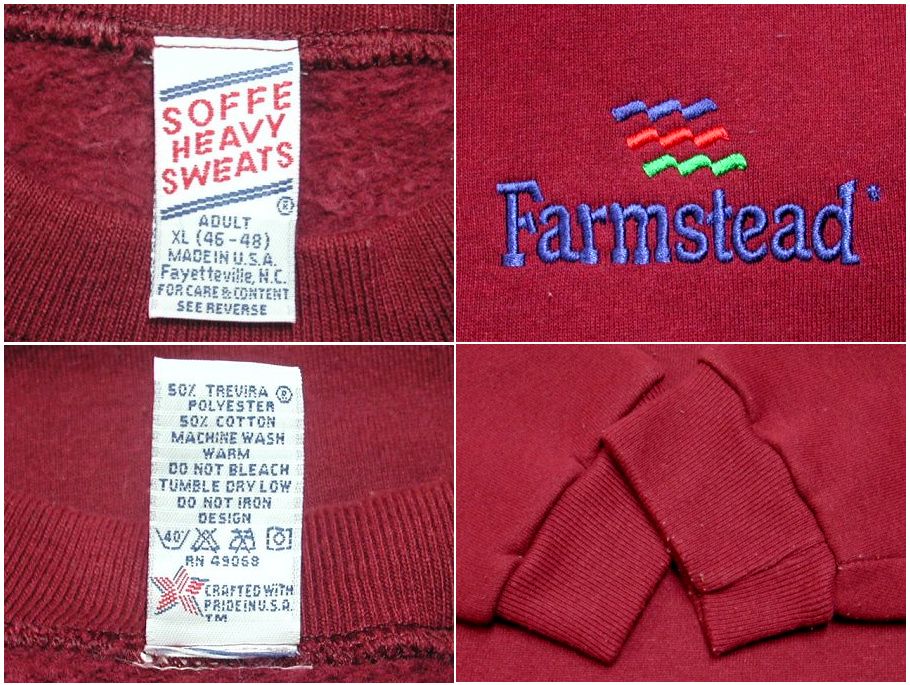 SOFFE
HEAVY
SWEATS
®
ADULT
XL (46-48)
MADE IN U.S.A.
Fayetteville, N.C.
FOR CARE & CONTENT
SEE REVERSE
Farmstead
50% TREVIRA ®
POLYESTER
50% COTTON
MACHINE WASH
WARM
DO NOT BLEACH
TUMBLE DRY LOW
DO NOT IRON
DESIGN
40°
RN 49068
CRAFTED WITH
PRIDE IN U.S.A.
TM